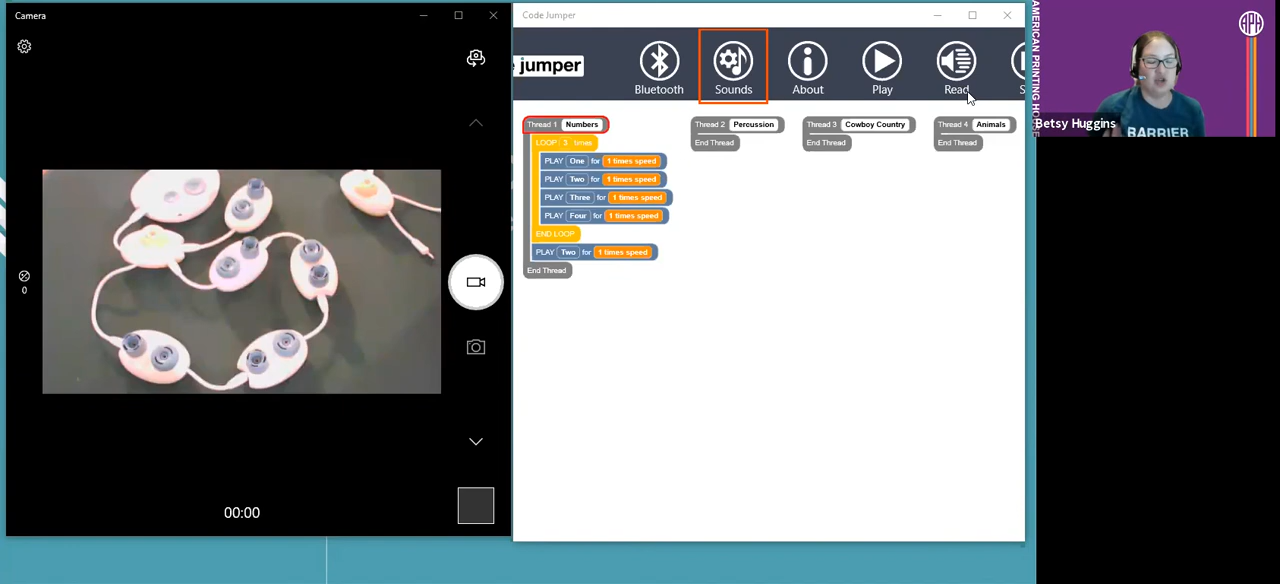 Camera
0
00:00
Code Jumper
e jumper
Bluetooth
Sounds
About
Play
Read
S
Thread 1 Numbers
LOOP 3 times
PLAY One for 1 times speed
PLAY Two for 1 times speed
PLAY Three for 1 times speed
PLAY Four for 1 times speed
END LOOP
PLAY Two for 1 times speed
End Thread
Thread 2 Percussion
End Thread
Thread 3 Cowboy Country
End Thread
Thread 4 Animals
End Thread
AMERICAN PRINTING HOUSE
APH
BARRIER
Betsy Huggins